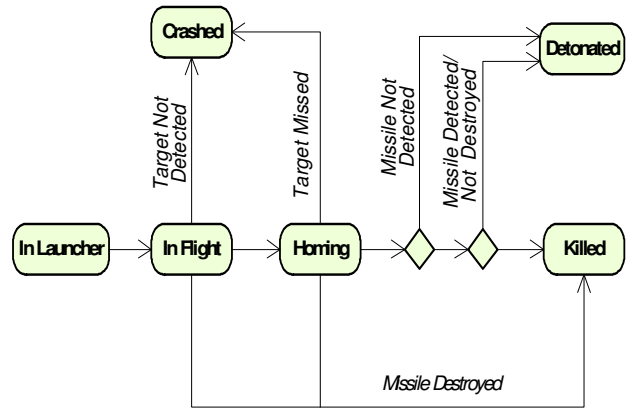 Crashed
Detonated
Target Not
Detected
Target Missed
Missile Not
Detected
Missile Detected/
Not Destroyed
In Launcher
In Flight
Homing
Killed
Missile Destroyed